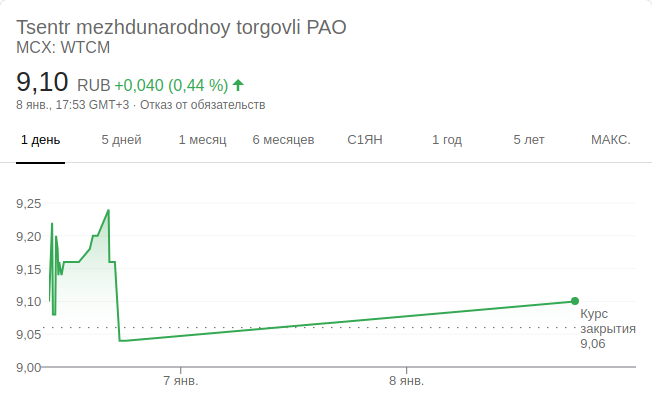 Tsentr mezhdunarodnoy torgovli PAO
MCX: WTCM
9,10 RUB +0,040 (0,44 %)
8 янв., 17:53 GMT+3 · Отказ от обязательств
1 день 5 дней 1 месяц 6 месяцев С1ЯН 1 год 5 лет МАКС.
9,25
9,20
9,15
9,10
9,05
9,00
Курс
закрытия
9,06
7 янв. 8 янв.